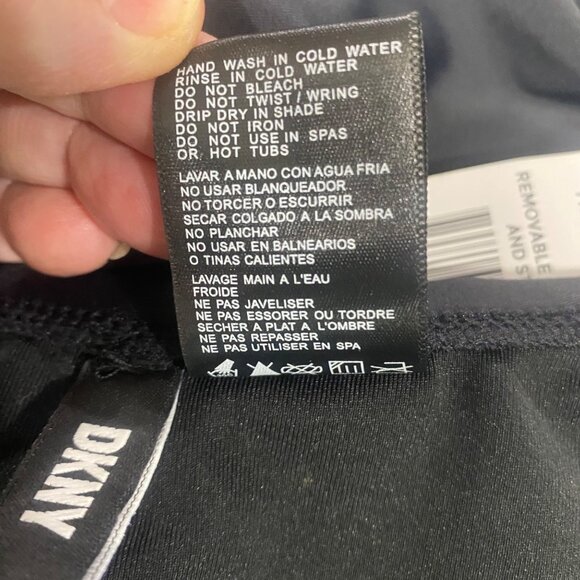 HAND WASH IN COLD WATER
RINSE IN COLD WATER
DO NOT BLEACH
DO NOT TWIST / WRING
DRIP DRY IN SHADE
DO NOT IRON
DO NOT USE IN SPAS
OR HOT TUBS
LAVAR A MANO CON AGUA FRIA
NO USAR BLANQUEADOR
NO TORCER O ESCURRIR
SECAR COLGADO A LA SOMBRA
NO PLANCHAR
NO USAR EN BALNEARIOS
O TINAS CALIENTES
LAVAGE MAIN A L'EAU
FROIDE
NE PAS JAVELISER
NE PAS ESSORER OU TORDRE
SECHER A PLAT A L'OMBRE
NE PAS REPASSER
NE PAS UTILISER EN SPA
REMOVABLE
AND
DKNY